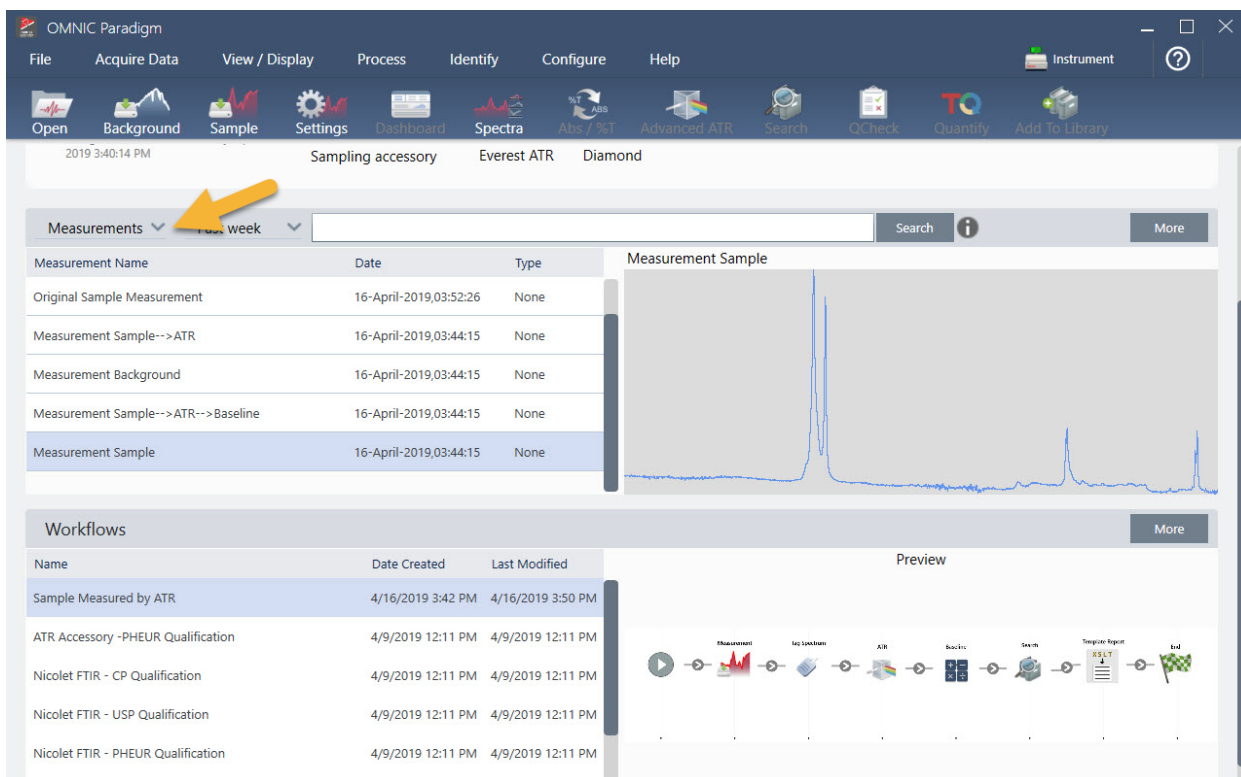 OMNIC Paradigm
File Acquire Data View / Display Process Identify Configure Help Instrument
Open Background Sample Settings Dashboard Spectra Abs / %T Advanced ATR Search QCheck Quantify Add To Library
2019 3:40:14 PM Sampling accessory Everest ATR Diamond
Measurements Past week Search More
Measurement Name Date Type Measurement Sample
Original Sample Measurement 16-April-2019,03:52:26 None
Measurement Sample-->ATR 16-April-2019,03:44:15 None
Measurement Background 16-April-2019,03:44:15 None
Measurement Sample-->ATR-->Baseline 16-April-2019,03:44:15 None
Measurement Sample 16-April-2019,03:44:15 None
Workflows More
Name Date Created Last Modified Preview
Sample Measured by ATR 4/16/2019 3:42 PM 4/16/2019 3:50 PM
ATR Accessory -PHEUR Qualification 4/9/2019 12:11 PM 4/9/2019 12:11 PM
Measurement Tag Spectrum ATR Baseline Search Template Report End
XSLT
Nicolet FTIR - CP Qualification 4/9/2019 12:11 PM 4/9/2019 12:11 PM
Nicolet FTIR - USP Qualification 4/9/2019 12:11 PM 4/9/2019 12:11 PM
Nicolet FTIR - PHEUR Qualification 4/9/2019 12:11 PM 4/9/2019 12:11 PM